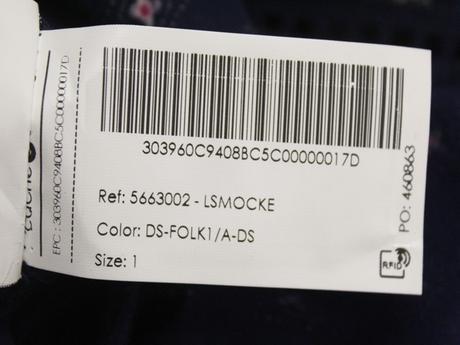 303960C9408BC5C00000017D
Ref: 5663002 - LSMOCKE
Color: DS-FOLK1/A-DS
Size: 1
PO: 460863
RFID
EPC : 303960C9408BC5C00000017D